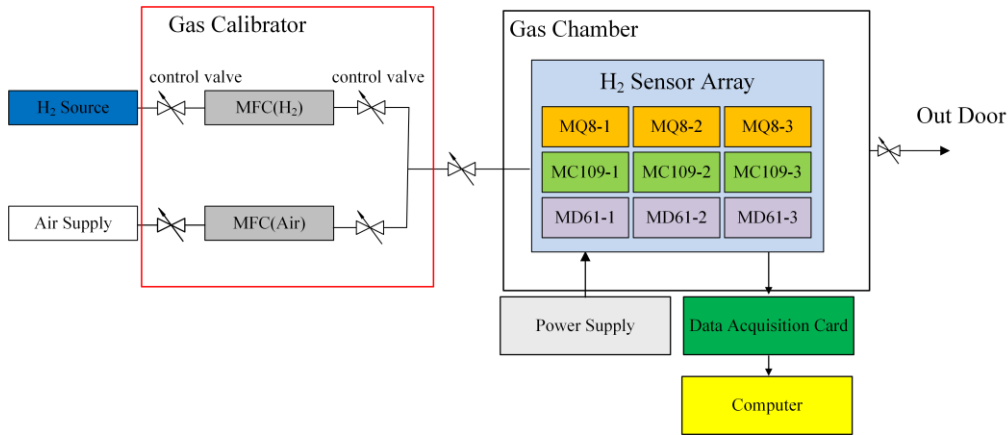 Gas Calibrator
Gas Chamber
control valve
control valve
H₂ Sensor Array
H₂ Source
MFC(H₂)
MQ8-1
MQ8-2
MQ8-3
Out Door
MC109-1
MC109-2
MC109-3
Air Supply
MFC(Air)
MD61-1
MD61-2
MD61-3
Power Supply
Data Acquisition Card
Computer